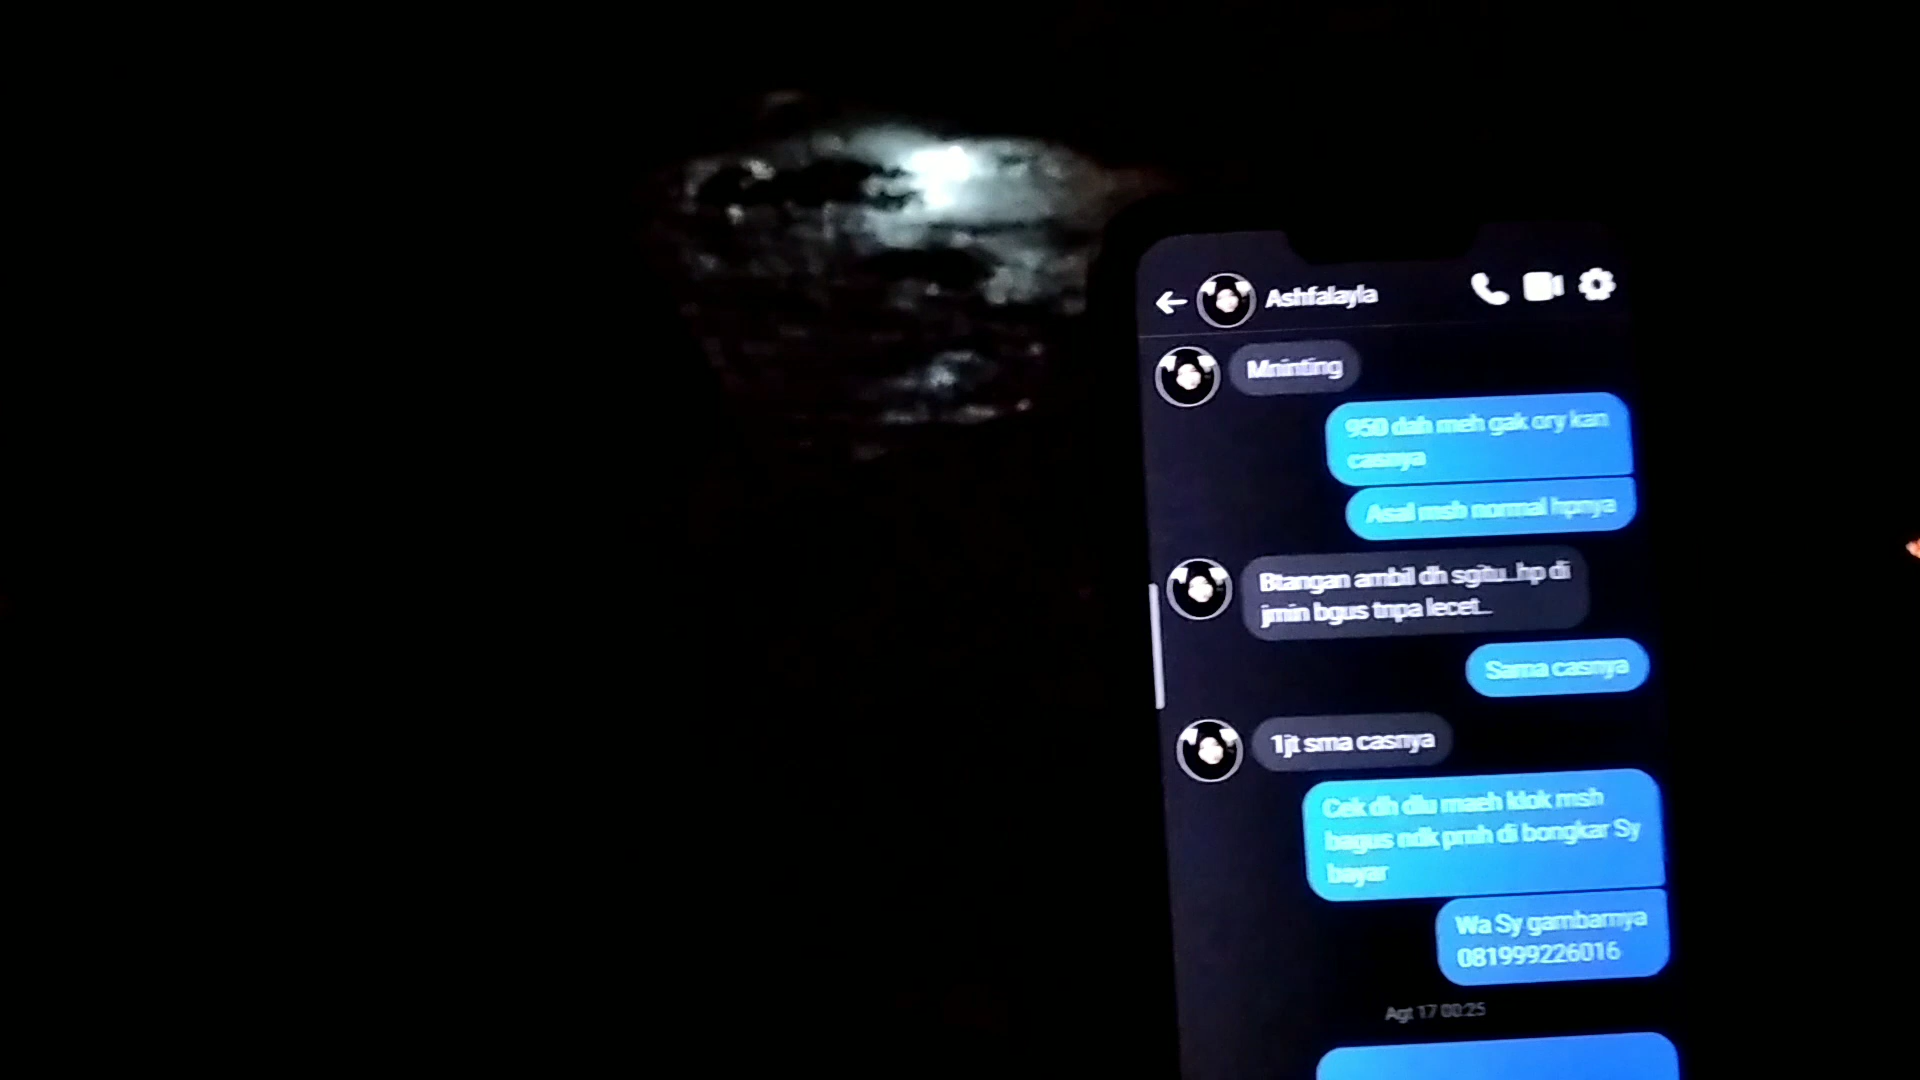 Ashfalayla
Mninting
950 dah meh gak ory kan
casnya
Asal msh normal hpnya
Btangan ambil dh sgitu..hp di
jmin bgus tnpa lecet..
Sama casnya
1jt sma casnya
Cek dh dlu maeh klok msh
bagus ndk prnh di bongkar Sy
bayar
Wa Sy gambarnya
081999226016
Agt 17 00:25